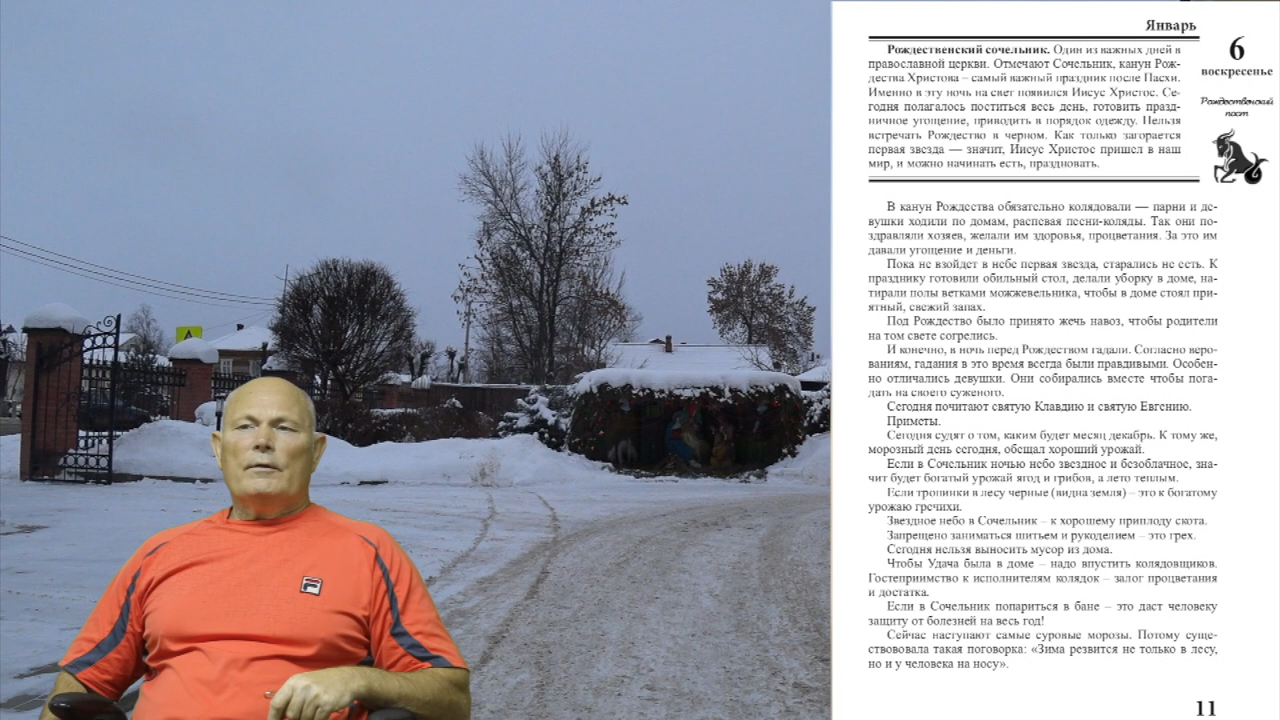 Январь
6
воскресенье
Рождественский
пост
Рождественский сочельник. Один из важных дней в
православной церкви. Отмечают Сочельник, канун Рож-
дества Христова – самый важный праздник после Пасхи.
Именно в эту ночь на свет появился Иисус Христос. Се-
годня полагалось поститься весь день, готовить празд-
ничное угощение, приводить в порядок одежду. Нельзя
встречать Рождество в черном. Как только загорается
первая звезда — значит, Иисус Христос пришел в наш
мир, и можно начинать есть, праздновать.
В канун Рождества обязательно колядовали — парни и де-
вушки ходили по домам, распевая песни-коляды. Так они по-
здравляли хозяев, желали им здоровья, процветания. За это им
давали угощение и деньги.
Пока не взойдет в небе первая звезда, старались не есть. К
празднику готовили обильный стол, делали уборку в доме, на-
тирали полы ветками можжевельника, чтобы в доме стоял при-
ятный, свежий запах.
Под Рождество было принято жечь навоз, чтобы родители
на том свете согрелись.
И конечно, в ночь перед Рождеством гадали. Согласно веро-
ваниям, гадания в это время всегда были правдивыми. Особен-
но отличались девушки. Они собирались вместе чтобы пога-
дать на своего суженого.
Сегодня почитают святую Клавдию и святую Евгению.
Приметы.
Сегодня судят о том, каким будет месяц декабрь. К тому же,
морозный день сегодня, обещал хороший урожай.
Если в Сочельник ночью небо звездное и безоблачное, зна-
чит будет богатый урожай ягод и грибов, а лето теплым.
Если тропинки в лесу черные (видна земля) – это к богатому
урожаю гречихи.
Звездное небо в Сочельник – к хорошему приплоду скота.
Запрещено заниматься шитьем и рукоделием – это грех.
Сегодня нельзя выносить мусор из дома.
Чтобы Удача была в доме – надо впустить колядовщиков.
Гостеприимство к исполнителям колядок – залог процветания
и достатка.
Если в Сочельник попариться в бане – это даст человеку
защиту от болезней на весь год!
Сейчас наступают самые суровые морозы. Потому суще-
ствововала такая поговорка: «Зима резвится не только в лесу,
но и у человека на носу».
11